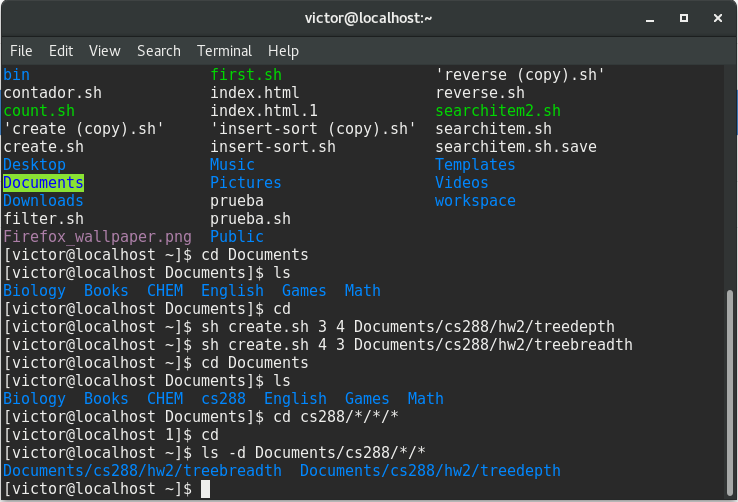 victor@localhost:~
File Edit View Search Terminal Help
bin first.sh 'reverse (copy).sh'
contador.sh index.html reverse.sh
count.sh index.html.1 searchitem2.sh
'create (copy).sh' 'insert-sort (copy).sh' searchitem.sh
create.sh insert-sort.sh searchitem.sh.save
Desktop Music Templates
Documents Pictures Videos
Downloads prueba workspace
filter.sh prueba.sh
Firefox_wallpaper.png Public
[victor@localhost ~]$ cd Documents
[victor@localhost Documents]$ ls
Biology Books CHEM English Games Math
[victor@localhost Documents]$ cd
[victor@localhost ~]$ sh create.sh 3 4 Documents/cs288/hw2/treedepth
[victor@localhost ~]$ sh create.sh 4 3 Documents/cs288/hw2/treebreadth
[victor@localhost ~]$ cd Documents
[victor@localhost Documents]$ ls
Biology Books CHEM cs288 English Games Math
[victor@localhost Documents]$ cd cs288/*/*/*
[victor@localhost 1]$ cd
[victor@localhost ~]$ ls -d Documents/cs288/*/*
Documents/cs288/hw2/treebreadth Documents/cs288/hw2/treedepth
[victor@localhost ~]$